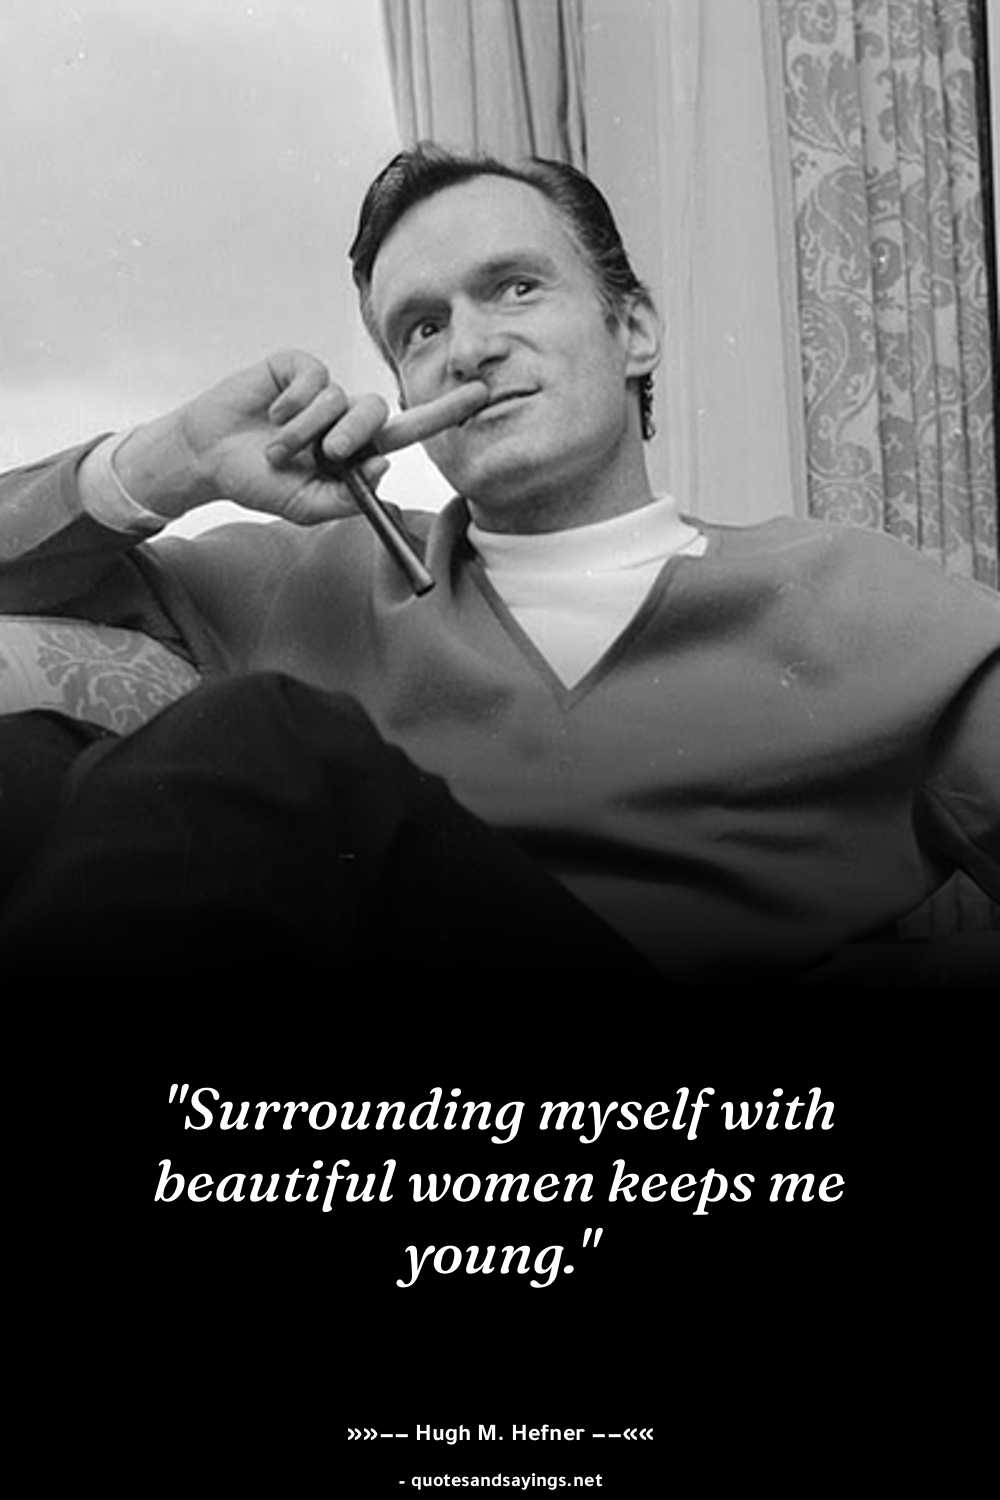 "Surrounding myself with
beautiful women keeps me
young."
»»–– Hugh M. Hefner ––««
- quotesandsayings.net